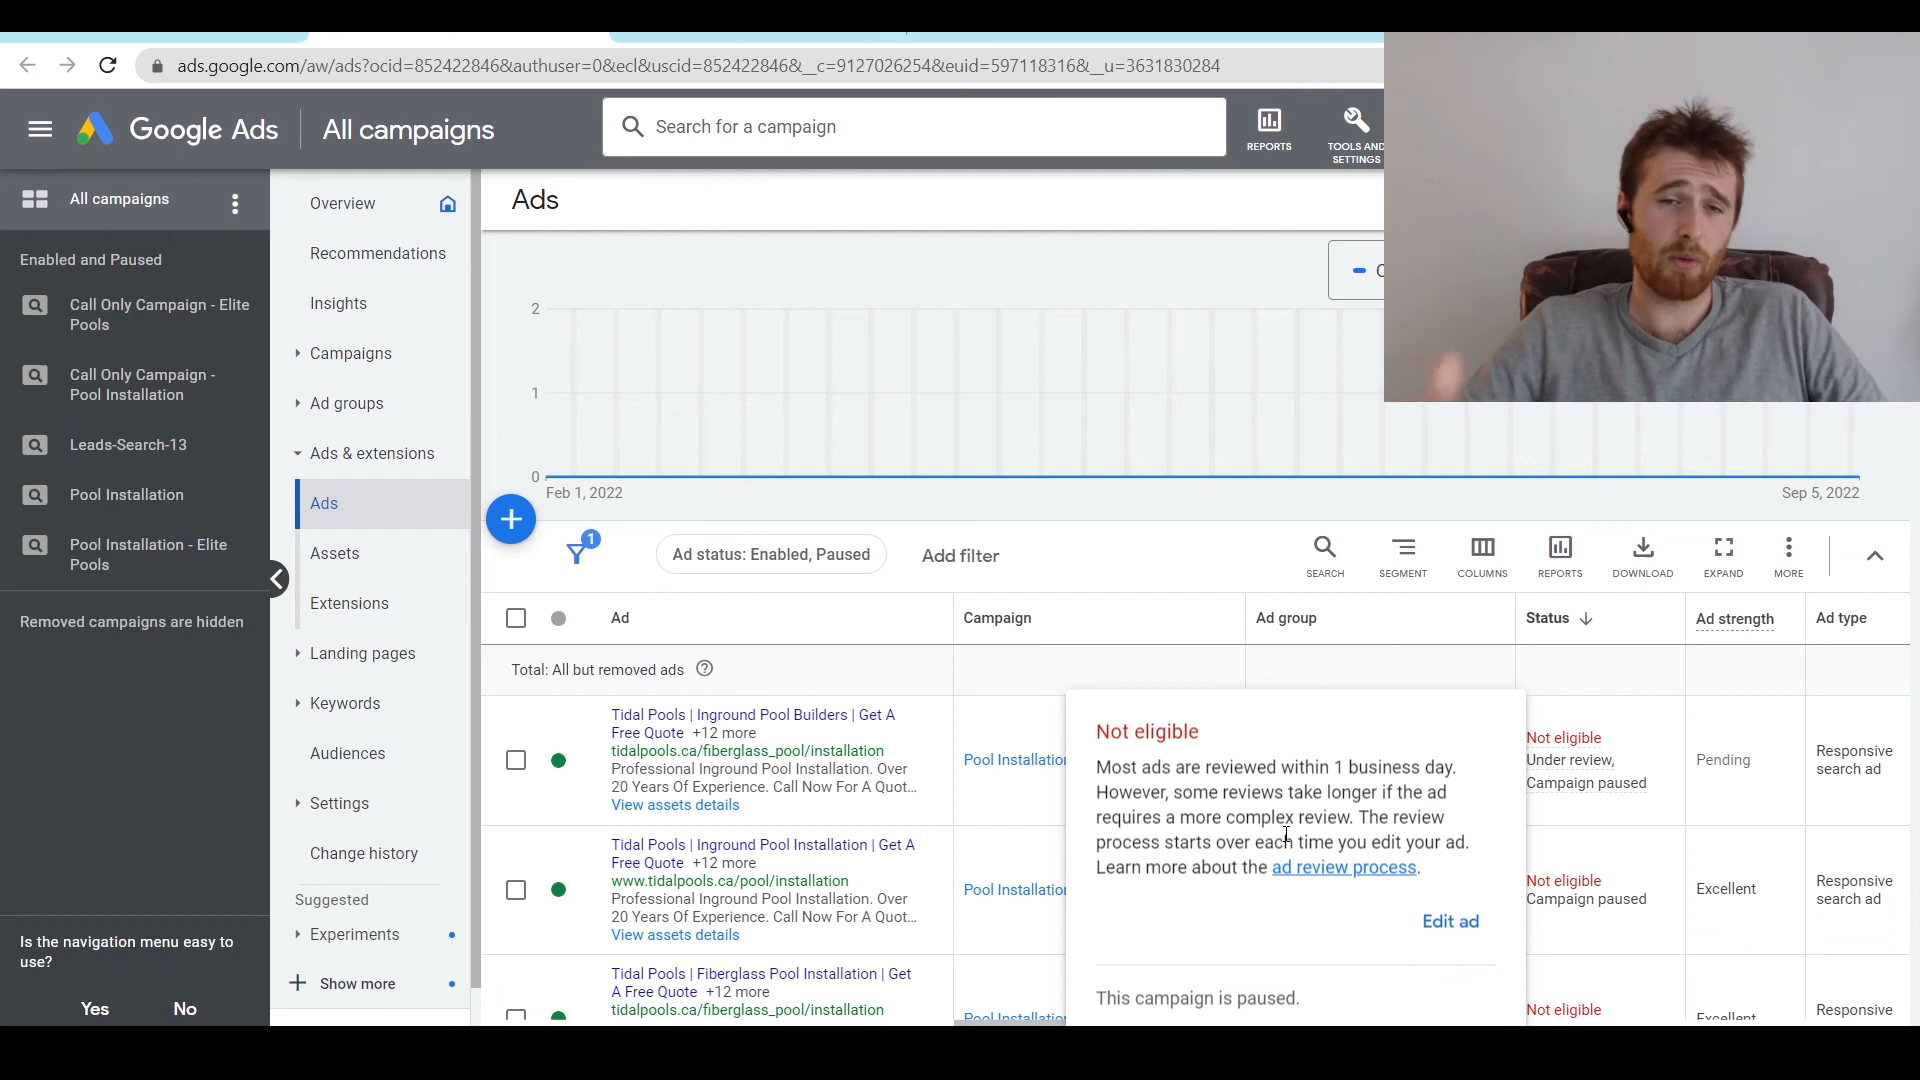 ads.google.com/aw/ads?ocid=852422846&authuser=0&ecl&uscid=852422846&__c=9127026254&euid=597118316&__u=3631830284
Google Ads
All campaigns
Search for a campaign
REPORTS
TOOLS AND
SETTINGS
All campaigns
Enabled and Paused
Call Only Campaign - Elite
Pools
Call Only Campaign -
Pool Installation
Leads-Search-13
Pool Installation
Pool Installation - Elite
Pools
Removed campaigns are hidden
Is the navigation menu easy to
use?
Yes
No
Overview
Recommendations
Insights
Campaigns
Ad groups
Ads & extensions
Ads
Assets
Extensions
Landing pages
Keywords
Audiences
Settings
Change history
Suggested
Experiments
Show more
Ads
2
1
0
Feb 1, 2022
Sep 5, 2022
1
Ad status: Enabled, Paused
Add filter
SEARCH
SEGMENT
COLUMNS
REPORTS
DOWNLOAD
EXPAND
MORE
Ad
Campaign
Ad group
Status
Ad strength
Ad type
Total: All but removed ads
Tidal Pools | Inground Pool Builders | Get A
Free Quote +12 more
tidalpools.ca/fiberglass_pool/installation
Professional Inground Pool Installation. Over
20 Years Of Experience. Call Now For A Quot...
View assets details
Pool Installation
Not eligible
Under review,
Campaign paused
Pending
Responsive
search ad
Tidal Pools | Inground Pool Installation | Get A
Free Quote +12 more
www.tidalpools.ca/pool/installation
Professional Inground Pool Installation. Over
20 Years Of Experience. Call Now For A Quot...
View assets details
Pool Installation
Not eligible
Campaign paused
Excellent
Responsive
search ad
Tidal Pools | Fiberglass Pool Installation | Get
A Free Quote +12 more
tidalpools.ca/fiberglass_pool/installation
Pool Installation
Not eligible
Excellent
Responsive
Not eligible
Most ads are reviewed within 1 business day.
However, some reviews take longer if the ad
requires a more complex review. The review
process starts over each time you edit your ad.
Learn more about the ad review process.
Edit ad
This campaign is paused.